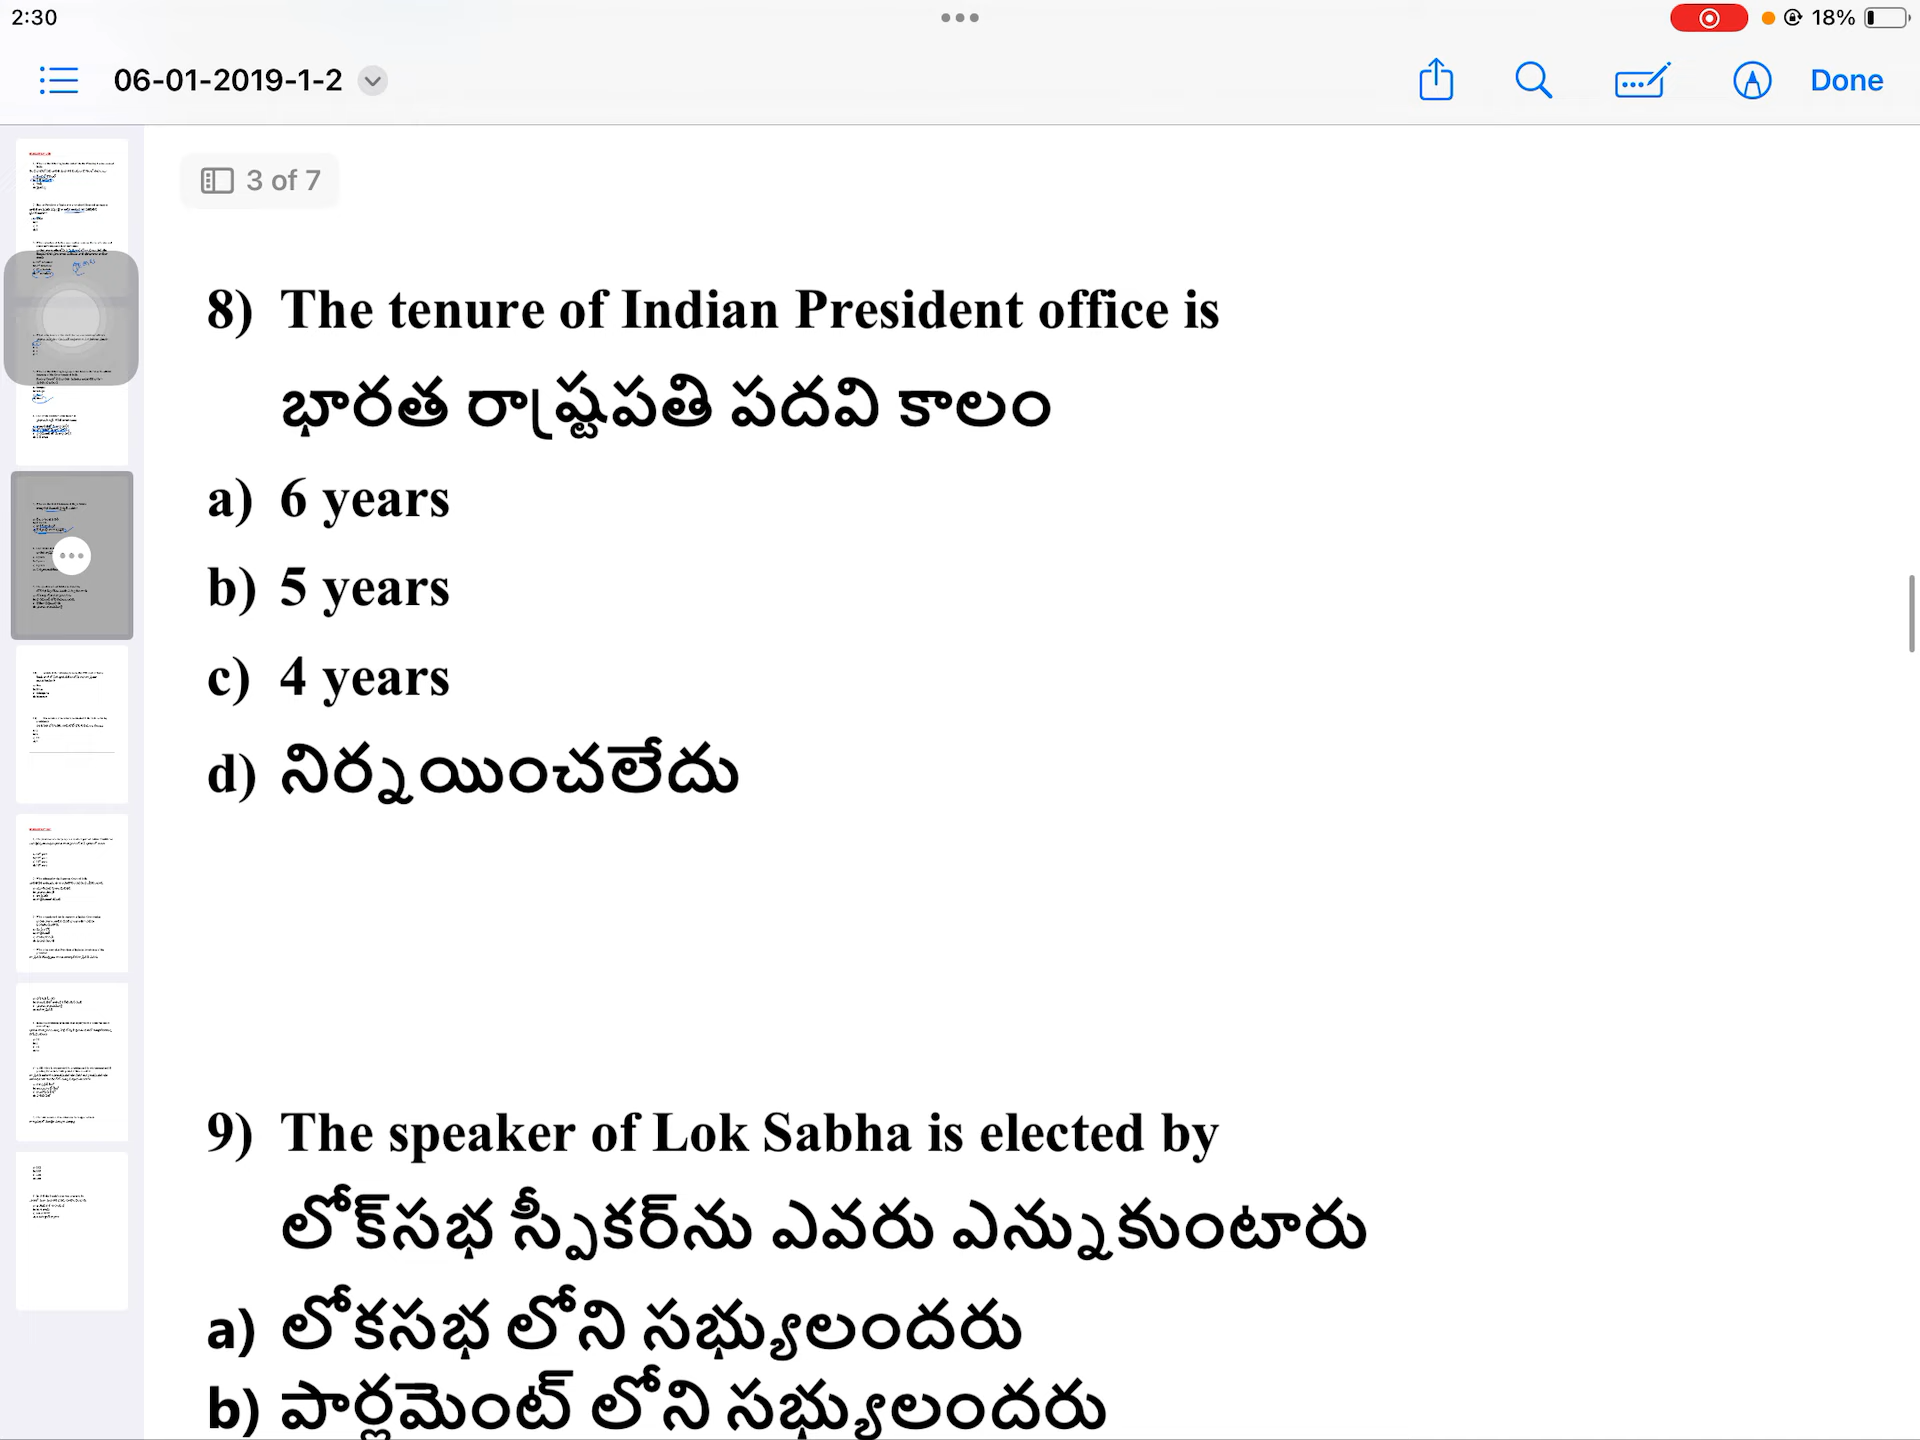 2:30
18%
06-01-2019-1-2
Done
3 of 7
8) The tenure of Indian President office is
భారత రాష్ట్రపతి పదవి కాలం
a) 6 years
b) 5 years
c) 4 years
d) నిర్నయించలేదు
9) The speaker of Lok Sabha is elected by
లోక్‌సభ స్పీకర్‌ను ఎవరు ఎన్నుకుంటారు
a) లోకసభ లోని సభ్యులందరు
b) పార్లమెంట్ లోని సభ్యులందరు